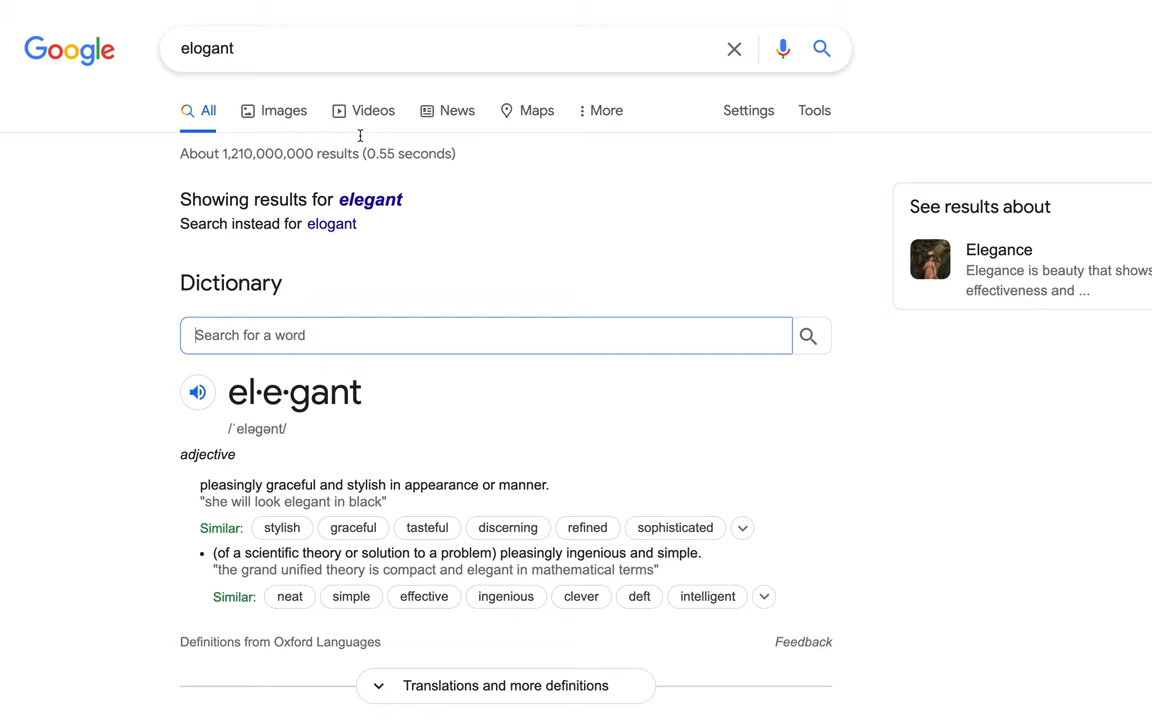 Google
elogant
All Images Videos News Maps More Settings Tools
About 1,210,000,000 results (0.55 seconds)
Showing results for elegant
Search instead for elogant
See results about
Elegance
Elegance is beauty that shows
effectiveness and ...
Dictionary
Search for a word
el·e·gant
/ˈeləɡənt/
adjective
pleasingly graceful and stylish in appearance or manner.
"she will look elegant in black"
Similar: stylish graceful tasteful discerning refined sophisticated
• (of a scientific theory or solution to a problem) pleasingly ingenious and simple.
"the grand unified theory is compact and elegant in mathematical terms"
Similar: neat simple effective ingenious clever deft intelligent
Definitions from Oxford Languages Feedback
Translations and more definitions